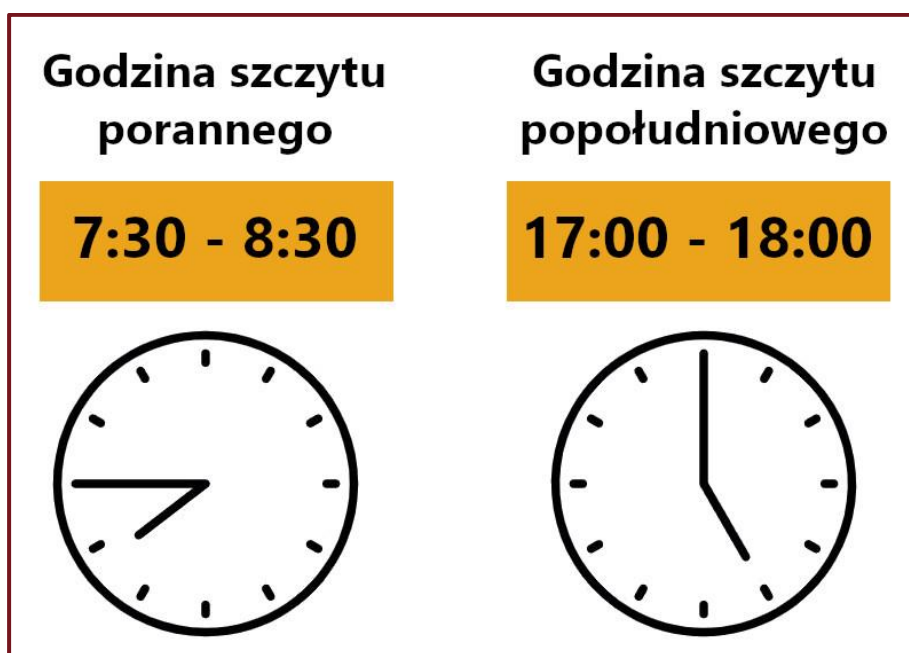 Godzina szczytu
porannego
7:30 - 8:30
Godzina szczytu
popołudniowego
17:00 - 18:00